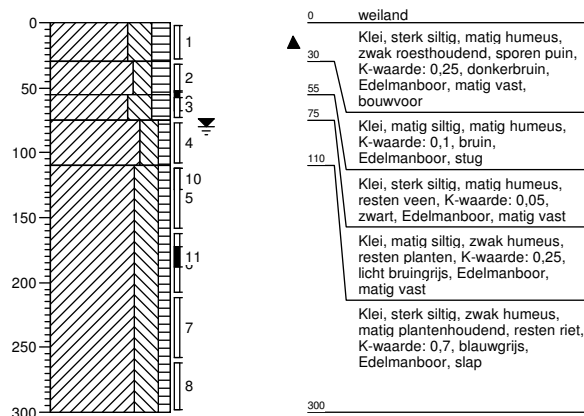 0
50
100
150
200
250
300
1
2
3
4
10
5
11
7
8
0
weiland
Klei, sterk siltig, matig humeus,
zwak roesthoudend, sporen puin,
K-waarde: 0,25, donkerbruin,
Edelmanboor, matig vast,
bouwvoor
30
Klei, matig siltig, matig humeus,
K-waarde: 0,1, bruin,
Edelmanboor, stug
55
Klei, sterk siltig, matig humeus,
resten veen, K-waarde: 0,05,
zwart, Edelmanboor, matig vast
75
Klei, matig siltig, zwak humeus,
resten planten, K-waarde: 0,25,
licht bruingrijs, Edelmanboor,
matig vast
110
Klei, sterk siltig, zwak humeus,
matig plantenhoudend, resten riet,
K-waarde: 0,7, blauwgrijs,
Edelmanboor, slap
300